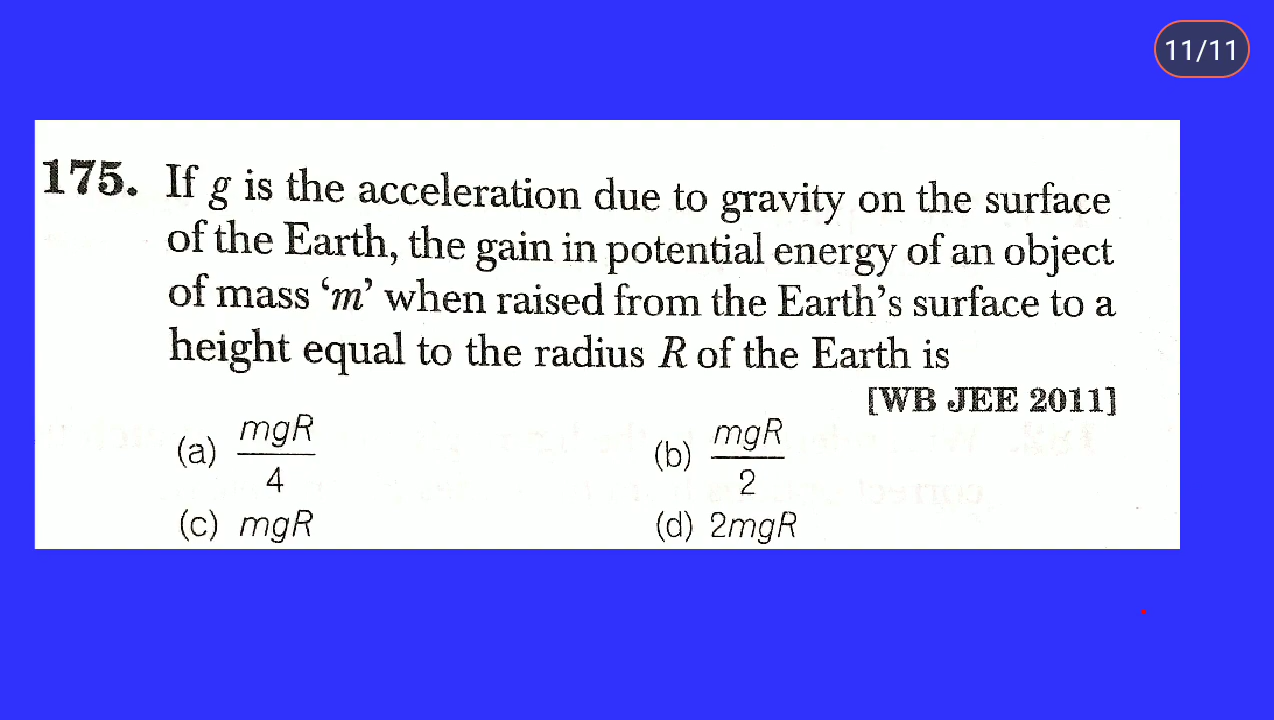 11/11
175. If g is the acceleration due to gravity on the surface
of the Earth, the gain in potential energy of an object
of mass ‘m’ when raised from the Earth’s surface to a
height equal to the radius R of the Earth is
[WB JEE 2011]
(a) mgR/4 (b) mgR/2
(c) mgR (d) 2mgR